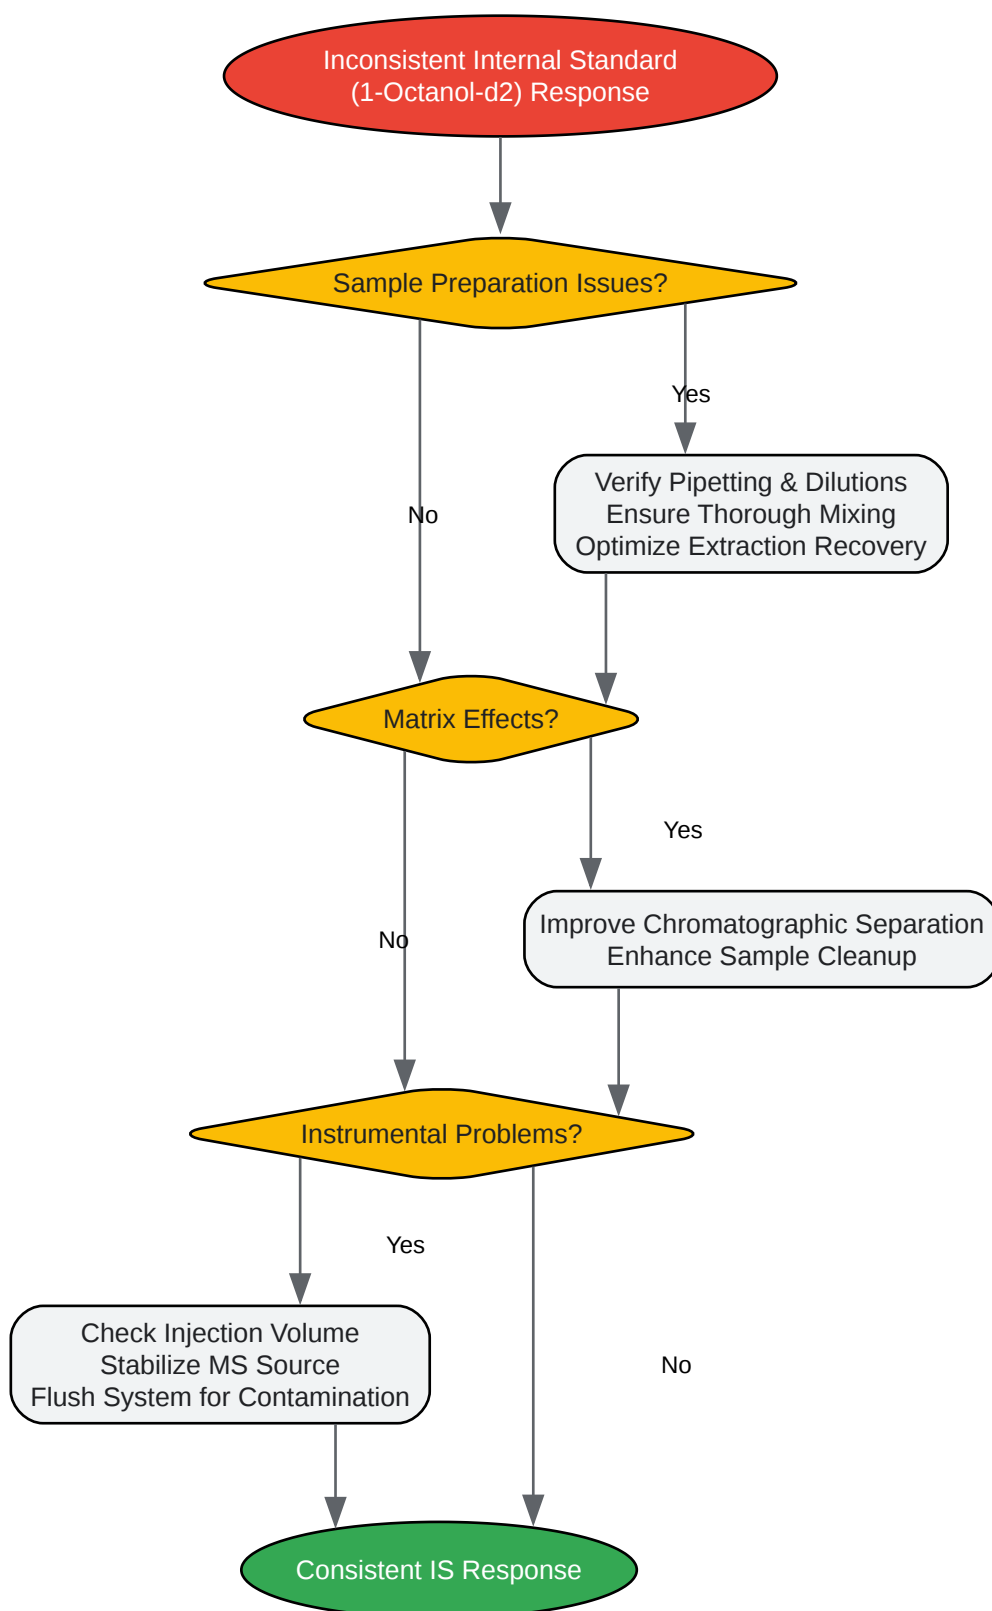 Inconsistent Internal Standard
(1-Octanol-d2) Response
Sample Preparation Issues?
Yes
Verify Pipetting & Dilutions
Ensure Thorough Mixing
Optimize Extraction Recovery
No
Matrix Effects?
Yes
Improve Chromatographic Separation
Enhance Sample Cleanup
No
Instrumental Problems?
Yes
Check Injection Volume
Stabilize MS Source
Flush System for Contamination
No
Consistent IS Response